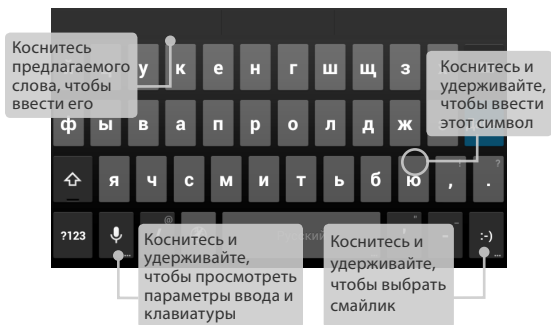 Коснитесь
предлагаемого
слова, чтобы
ввести его
Коснитесь и
удерживайте,
чтобы ввести
этот символ
у к е н г ш щ з
ф ы в а п р о л д ж
я ч с м и т ь б ю , ! . ?
?123 @ " - _ :-)
Коснитесь и
удерживайте,
чтобы просмотреть
параметры ввода и
клавиатуры
Коснитесь и
удерживайте,
чтобы выбрать
смайлик